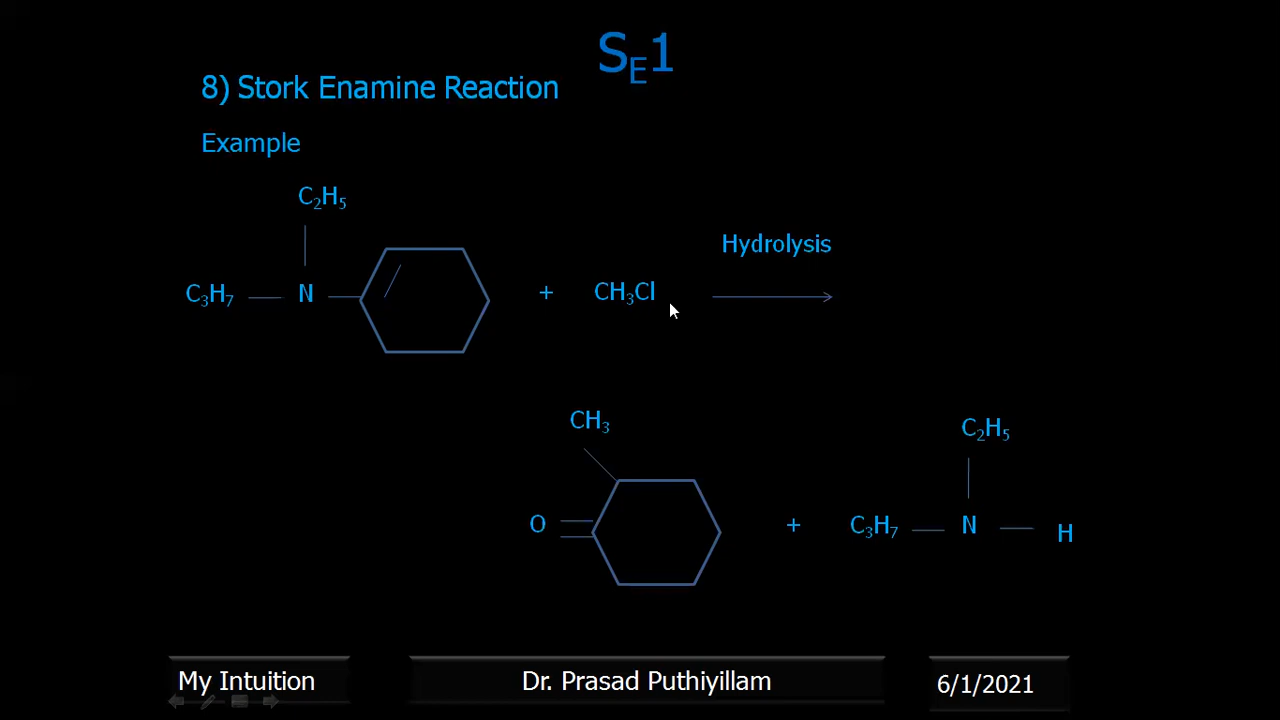 S_E1
8) Stork Enamine Reaction
Example
C₂H₅
Hydrolysis
C₃H₇ N + CH₃Cl
CH₃
C₂H₅
O + C₃H₇ N H
My Intuition Dr. Prasad Puthiyillam 6/1/2021